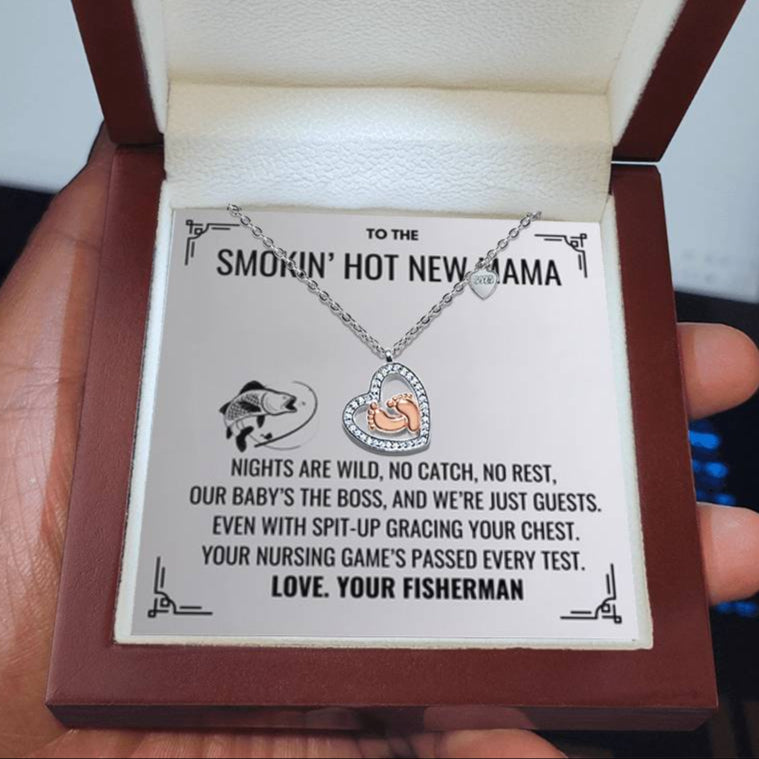 TO THE
SMOKIN' HOT NEW MAMA
NIGHTS ARE WILD, NO CATCH, NO REST,
OUR BABY'S THE BOSS, AND WE'RE JUST GUESTS.
EVEN WITH SPIT-UP GRACING YOUR CHEST.
YOUR NURSING GAME'S PASSED EVERY TEST.
LOVE. YOUR FISHERMAN